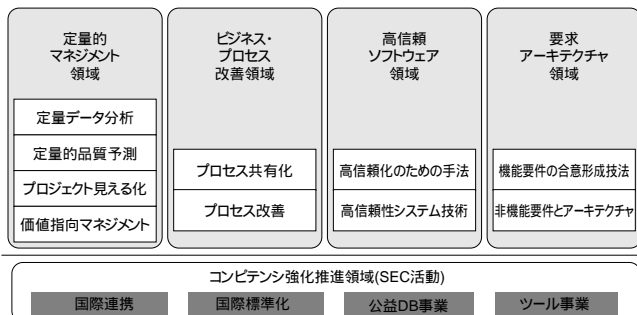 定量的
マネジメント
領域
定量データ分析
定量的品質予測
プロジェクト見える化
価値指向マネジメント
ビジネス・
プロセス
改善領域
プロセス共有化
プロセス改善
高信頼
ソフトウェア
領域
高信頼化のための手法
高信頼性システム技術
要求
アーキテクチャ
領域
機能要件の合意形成技法
非機能要件とアーキテクチャ
コンピテンシ強化推進領域(SEC活動)
国際連携
国際標準化
公益DB事業
ツール事業